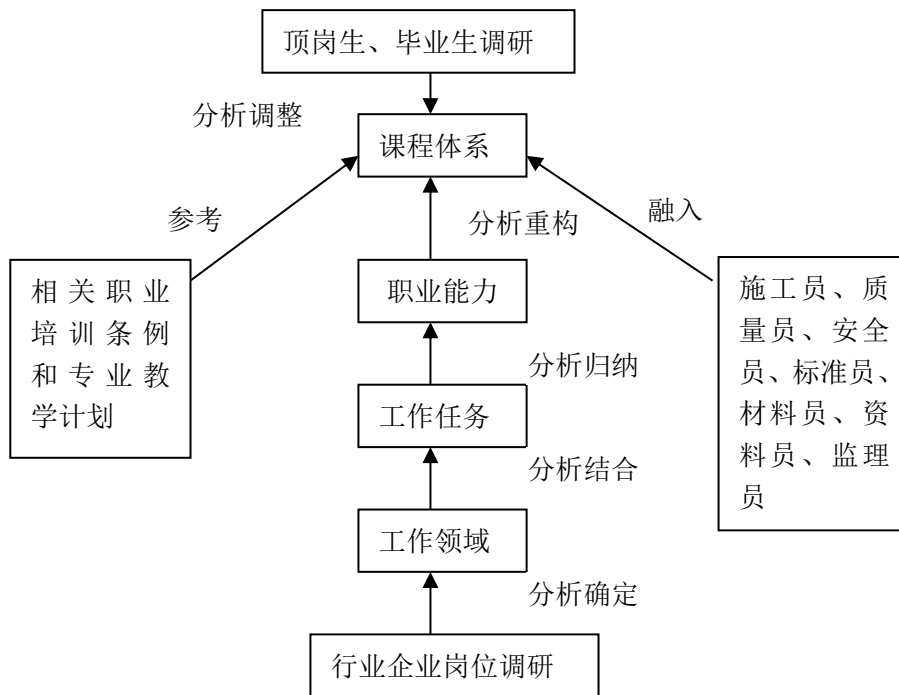 顶岗生、毕业生调研
分析调整
课程体系
参考
分析重构
融入
相关职业
培训条例
和专业教
学计划
职业能力
施工员、质
量员、安全
员、标准员、
材料员、资
料员、监理
员
分析归纳
工作任务
分析结合
工作领域
分析确定
行业企业岗位调研